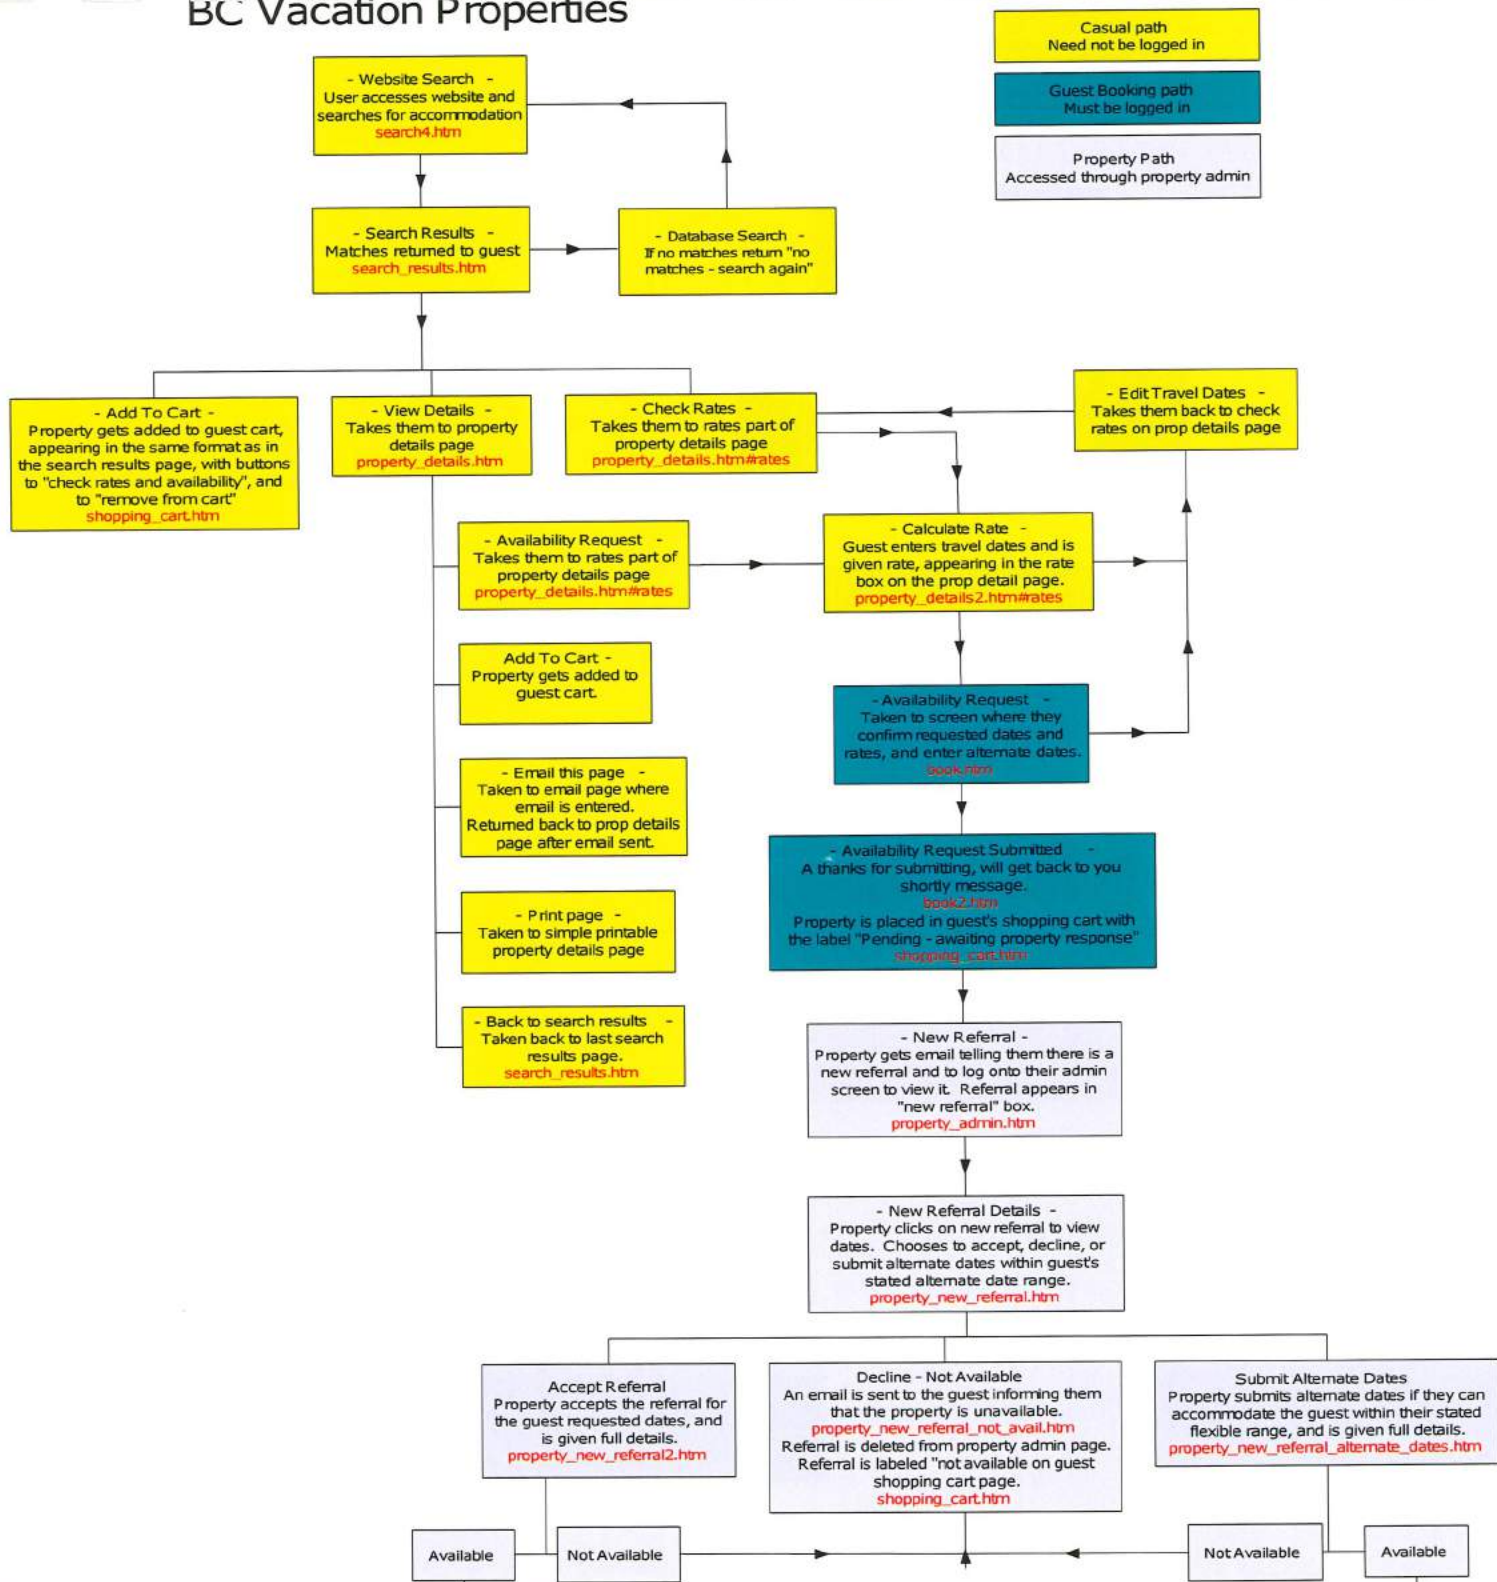 BC Vacation Properties
Casual path
Need not be logged in
Guest Booking path
Must be logged in
Property Path
Accessed through property admin
- Website Search -
User accesses website and
searches for accommodation
search4.htm
- Search Results -
Matches returned to guest
search_results.htm
- Database Search -
If no matches return "no
matches - search again"
- Add To Cart -
Property gets added to guest cart,
appearing in the same format as in
the search results page, with buttons
to "check rates and availability", and
to "remove from cart"
shopping_cart.htm
- View Details -
Takes them to property
details page
property_details.htm
- Check Rates -
Takes them to rates part of
property details page
property_details.htm#rates
- Edit Travel Dates -
Takes them back to check
rates on prop details page
- Availability Request -
Takes them to rates part of
property details page
property_details.htm#rates
- Calculate Rate -
Guest enters travel dates and is
given rate, appearing in the rate
box on the prop detail page.
property_details2.htm#rates
Add To Cart -
Property gets added to
guest cart.
- Availability Request -
Taken to screen where they
confirm requested dates and
rates, and enter alternate dates.
book.htm
- Email this page -
Taken to email page where
email is entered.
Returned back to prop details
page after email sent.
- Availability Request Submitted -
A thanks for submitting, will get back to you
shortly message.
book2.htm
Property is placed in guest's shopping cart with
the label "Pending - awaiting property response"
shopping_cart.htm
- Print page -
Taken to simple printable
property details page
- Back to search results -
Taken back to last search
results page.
search_results.htm
- New Referral -
Property gets email telling them there is a
new referral and to log onto their admin
screen to view it. Referral appears in
"new referral" box.
property_admin.htm
- New Referral Details -
Property clicks on new referral to view
dates. Chooses to accept, decline, or
submit alternate dates within guest's
stated alternate date range.
property_new_referral.htm
Accept Referral
Property accepts the referral for
the guest requested dates, and
is given full details.
property_new_referral2.htm
Decline - Not Available
An email is sent to the guest informing them
that the property is unavailable.
property_new_referral_not_avail.htm
Referral is deleted from property admin page.
Referral is labeled "not available on guest
shopping cart page.
shopping_cart.htm
Submit Alternate Dates
Property submits alternate dates if they can
accommodate the guest within their stated
flexible range, and is given full details.
property_new_referral_alternate_dates.htm
Available
Not Available
Not Available
Available